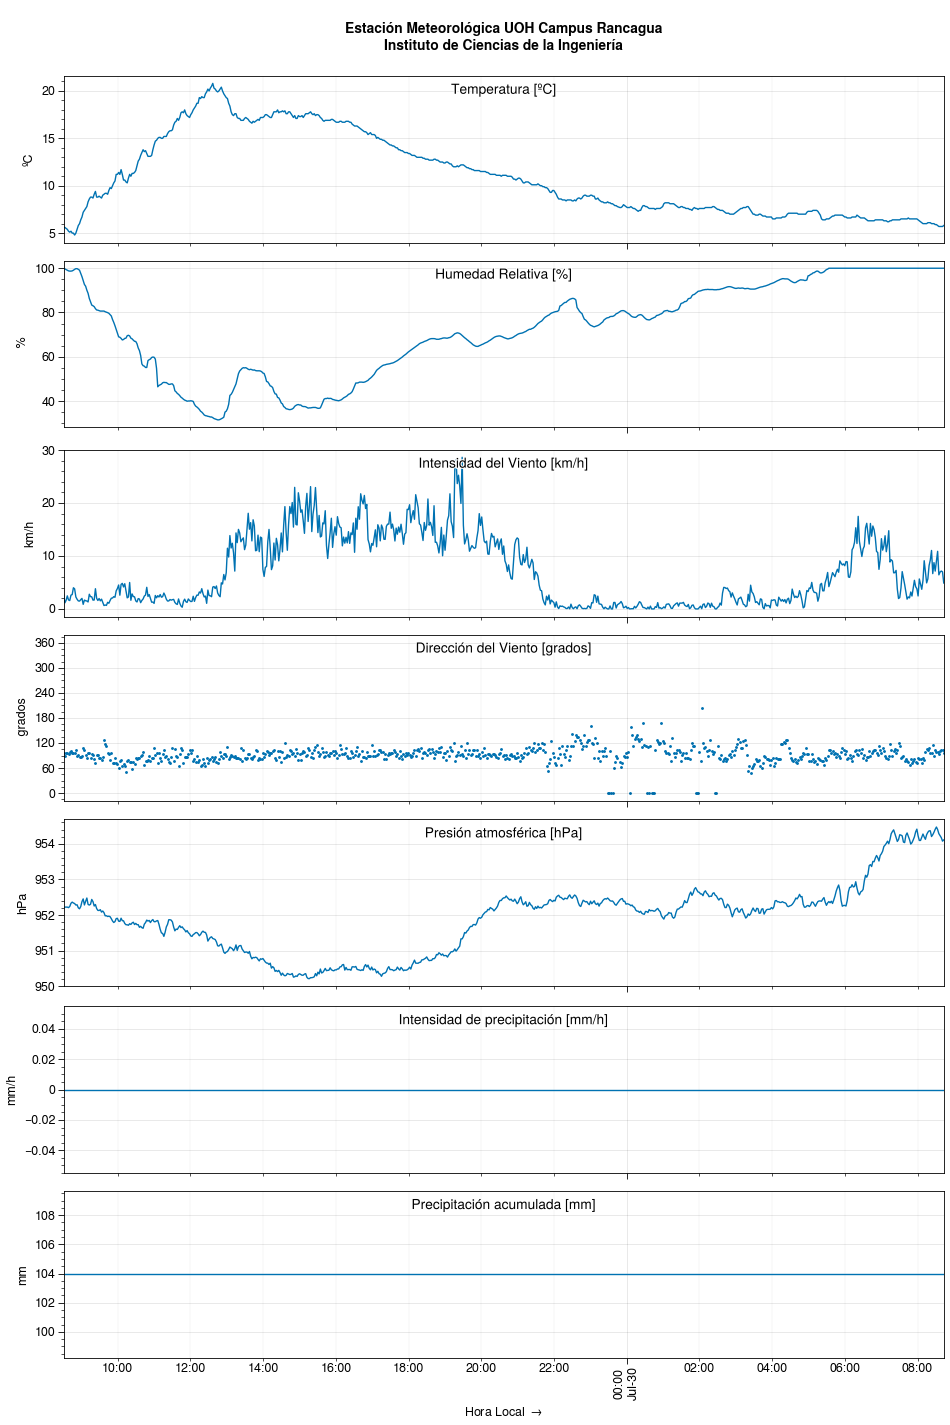 Estación Meteorológica UOH Campus Rancagua
Instituto de Ciencias de la Ingeniería
Temperatura [ºC]
ºC
20
15
10
5
Humedad Relativa [%]
%
100
80
60
40
Intensidad del Viento [km/h]
km/h
30
20
10
0
Dirección del Viento [grados]
grados
360
300
240
180
120
60
0
Presión atmosférica [hPa]
hPa
954
953
952
951
950
Intensidad de precipitación [mm/h]
mm/h
0.04
0.02
0
−0.02
−0.04
Precipitación acumulada [mm]
mm
108
106
104
102
100
10:00 12:00 14:00 16:00 18:00 20:00 22:00 00:00 02:00 04:00 06:00 08:00
Jul-30
Hora Local →